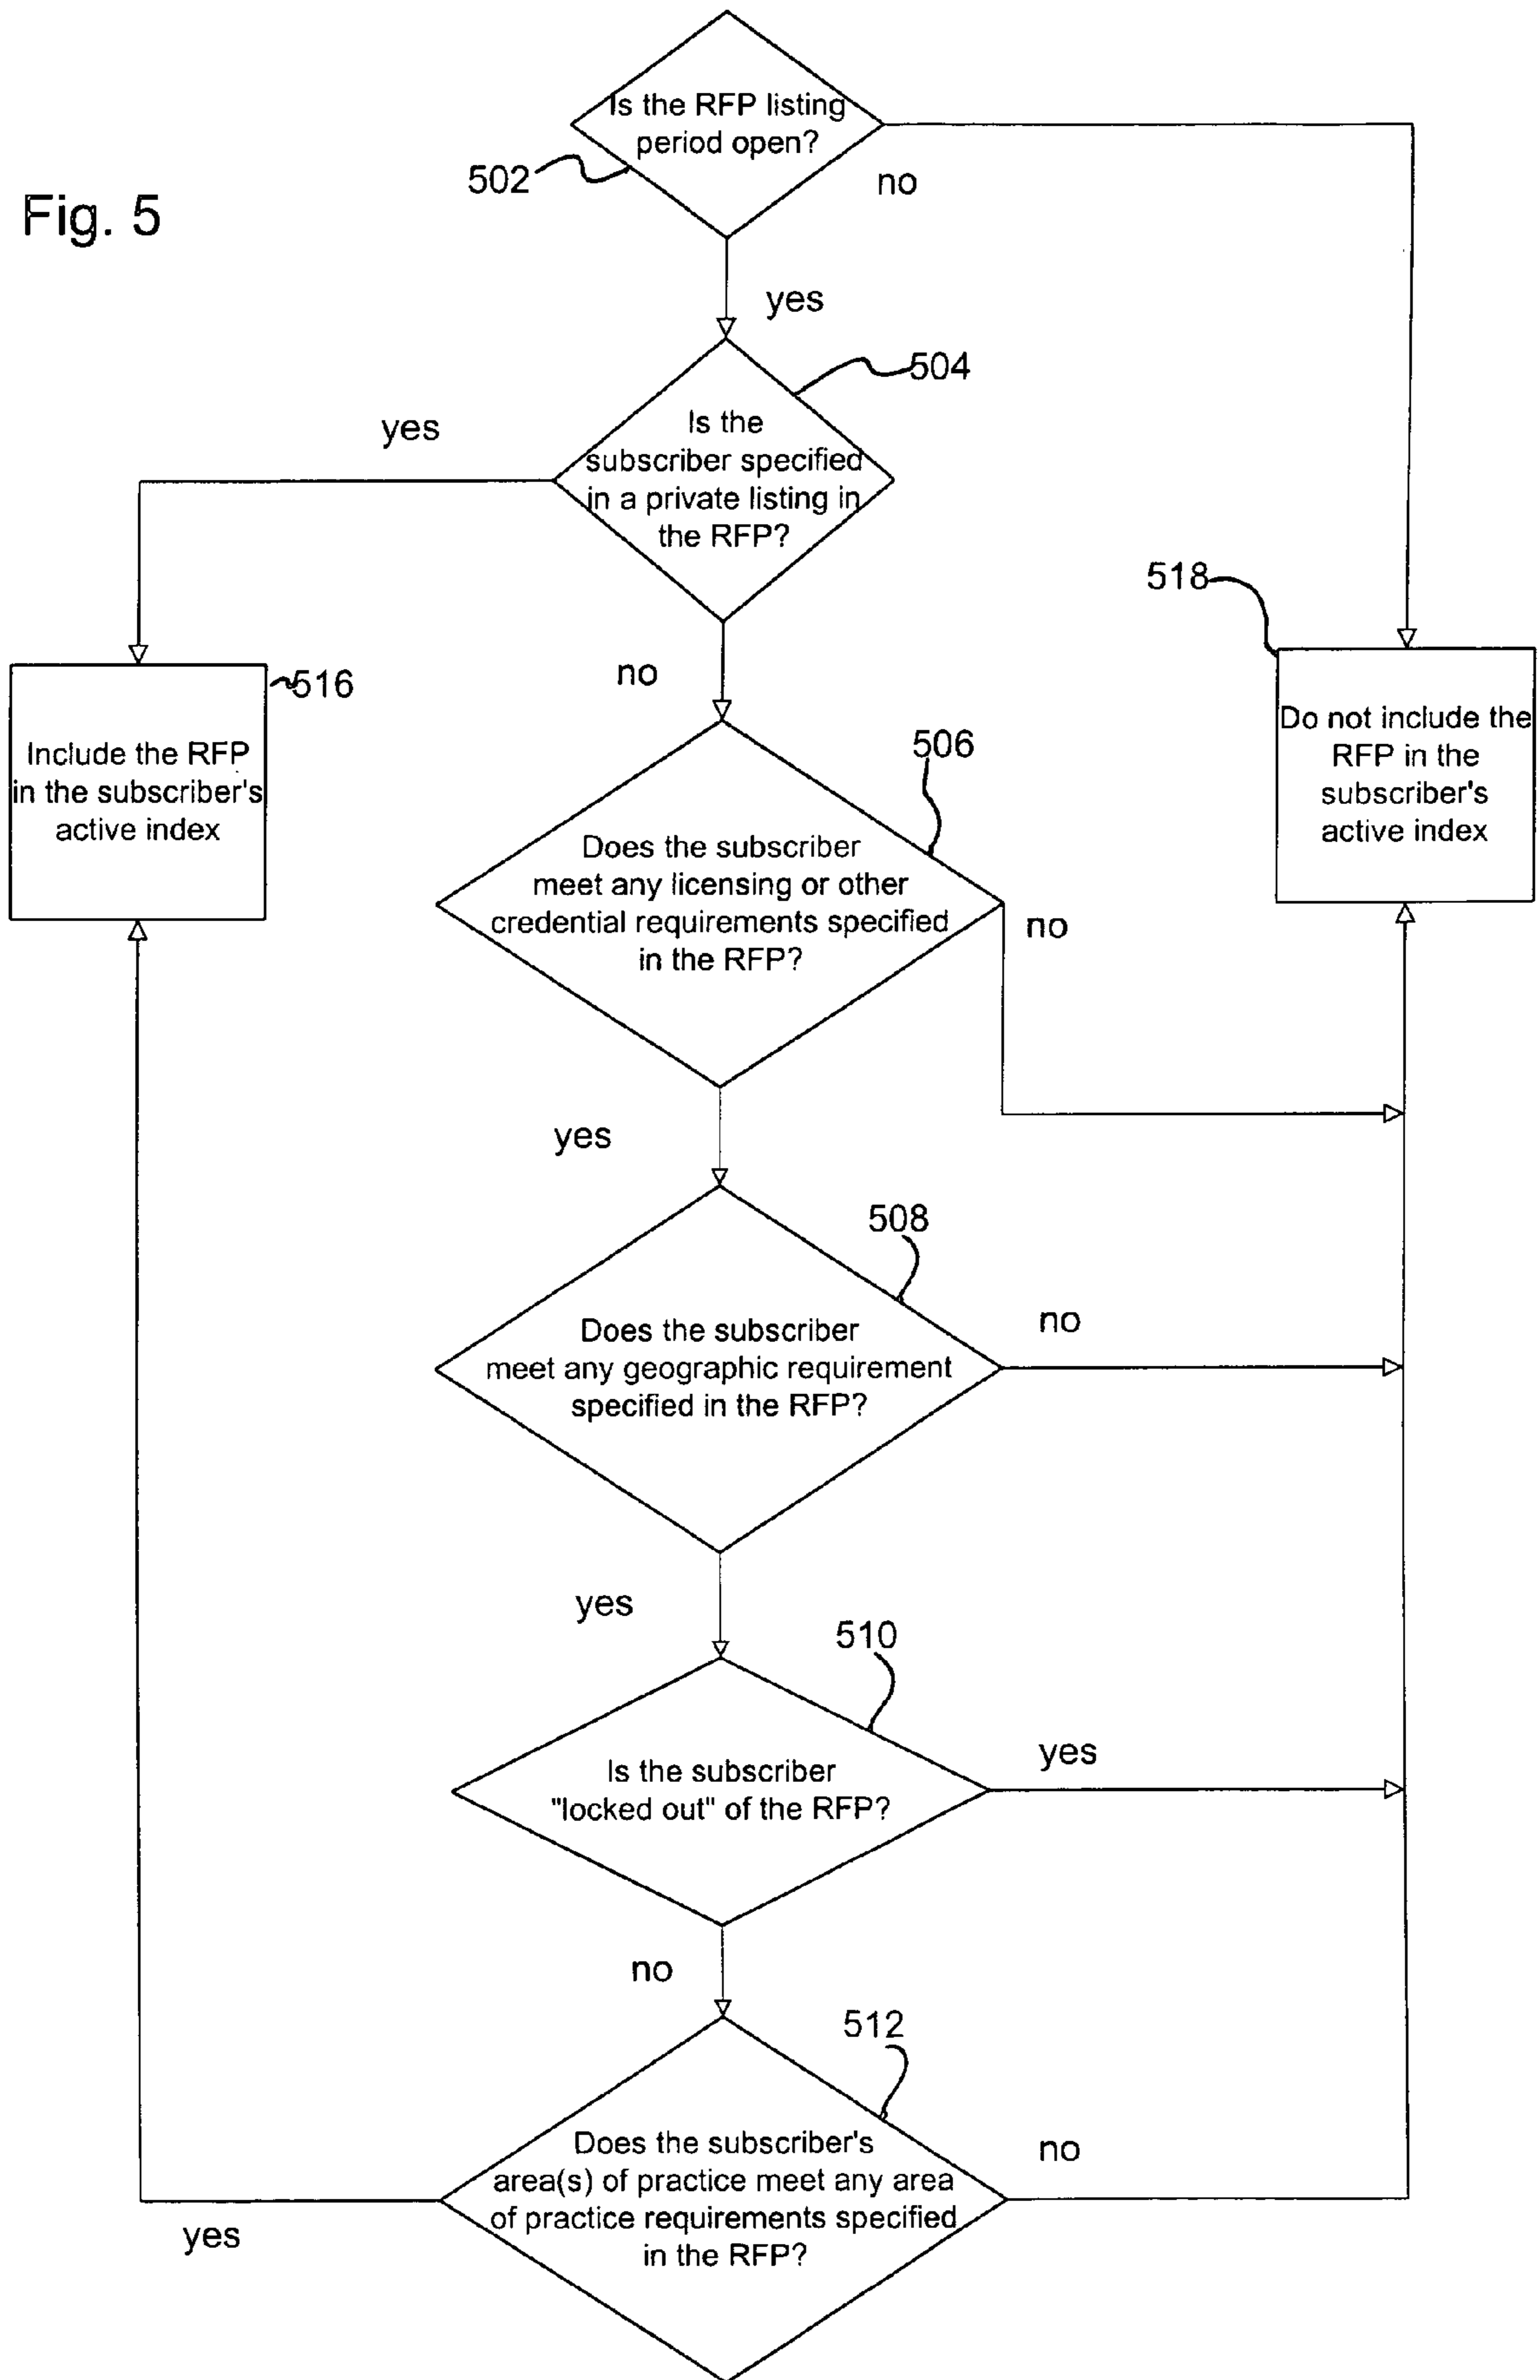 Is the RFP listing
period open?
502
no
Fig. 5
yes
504
yes
Is the
subscriber specified
in a private listing in
the RFP?
518
no
516
Include the RFP
in the subscriber's
active index
Do not include the
RFP in the
subscriber's
active index
506
Does the subscriber
meet any licensing or other
credential requirements specified
in the RFP?
no
yes
508
Does the subscriber
meet any geographic requirement
specified in the RFP?
no
yes
510
Is the subscriber
"locked out" of the RFP?
yes
no
512
Does the subscriber's
area(s) of practice meet any area
of practice requirements specified
in the RFP?
no
yes